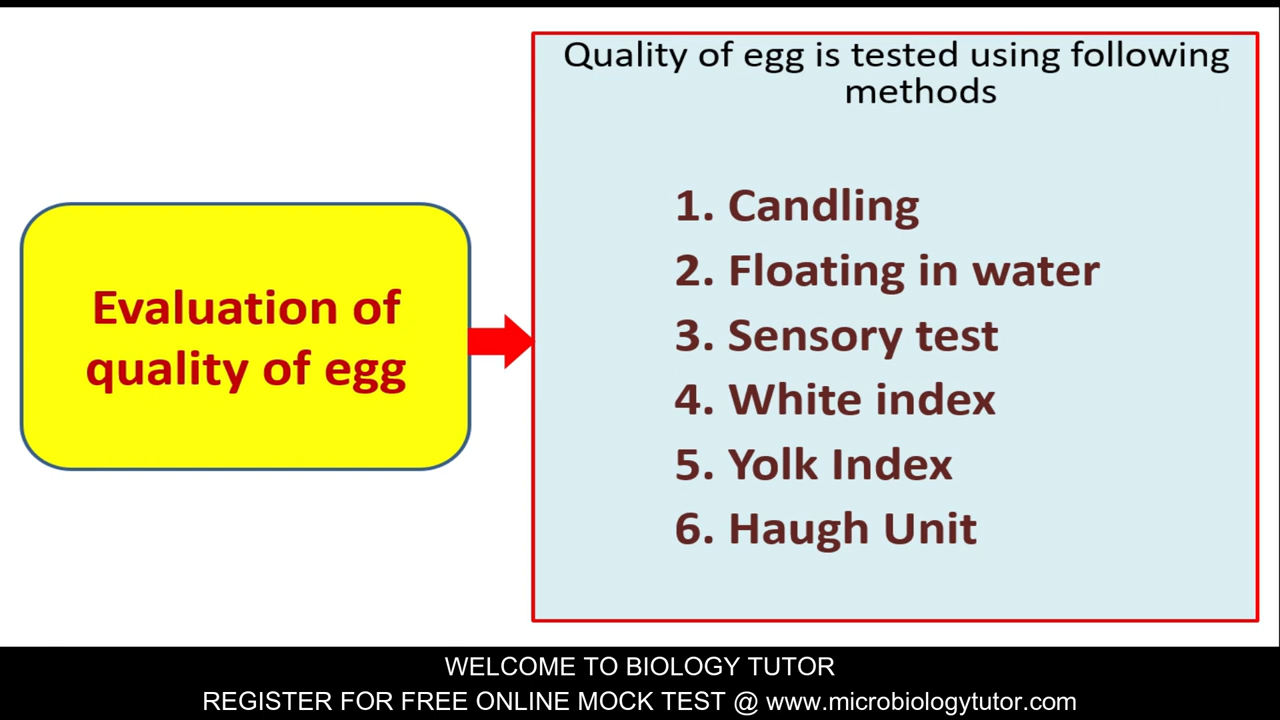 Quality of egg is tested using following
methods
Evaluation of
quality of egg
1. Candling
2. Floating in water
3. Sensory test
4. White index
5. Yolk Index
6. Haugh Unit
WELCOME TO BIOLOGY TUTOR
REGISTER FOR FREE ONLINE MOCK TEST @ www.microbiologytutor.com